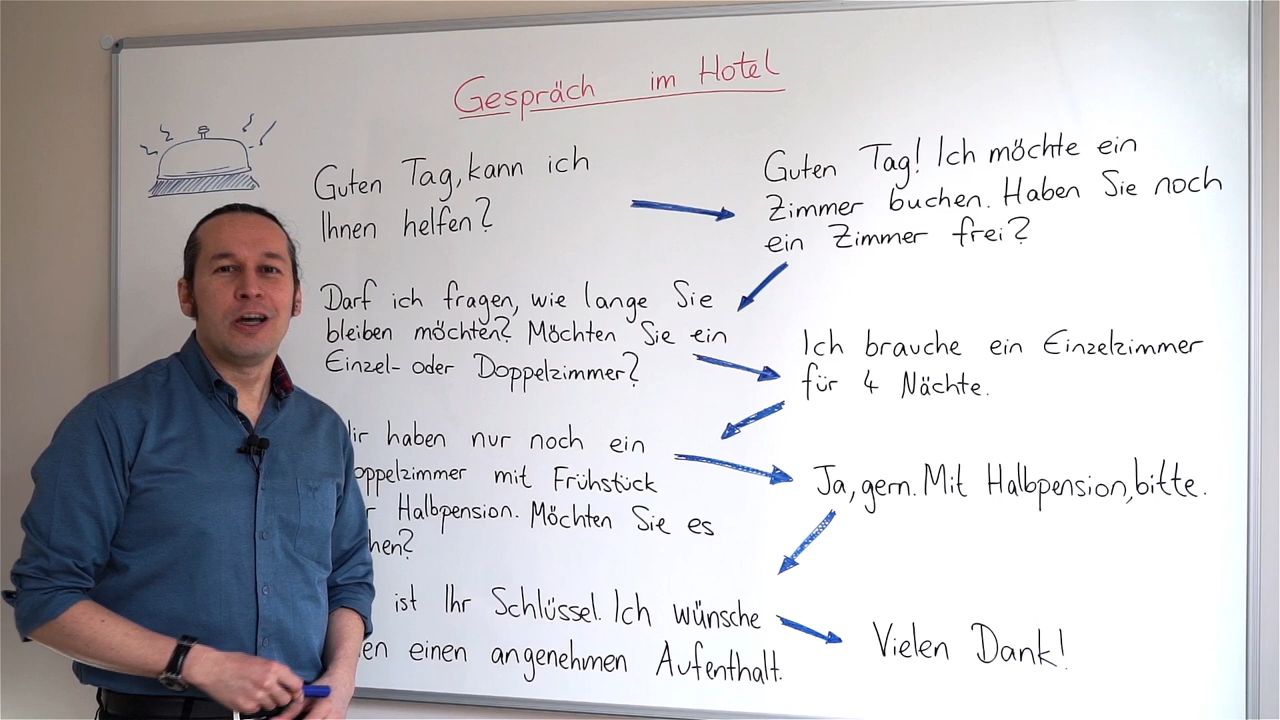 Gespräch im Hotel
Guten Tag, kann ich
Ihnen helfen?
Guten Tag! Ich möchte ein
Zimmer buchen. Haben Sie noch
ein Zimmer frei?
Darf ich fragen, wie lange Sie
bleiben möchten? Möchten Sie ein
Einzel- oder Doppelzimmer?
Ich brauche ein Einzelzimmer
für 4 Nächte.
haben nur noch ein
mit Frühstück
Halbpension. Möchten Sie es
Ja, gern. Mit Halbpension, bitte.
ist Ihr Schlüssel. Ich wünsche
einen angenehmen Aufenthalt.
Vielen Dank!